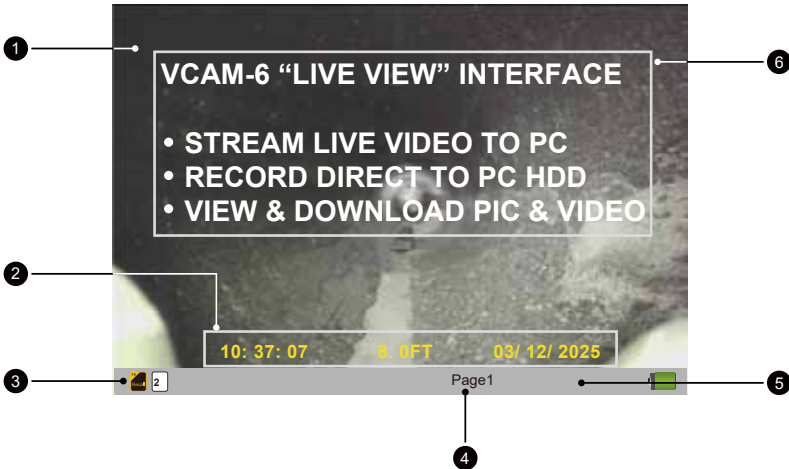 1
6
VCAM-6 “LIVE VIEW” INTERFACE
• STREAM LIVE VIDEO TO PC
• RECORD DIRECT TO PC HDD
• VIEW & DOWNLOAD PIC & VIDEO
2
10: 37: 07 8. 0FT 03/ 12/ 2025
3
2
Page1
5
4